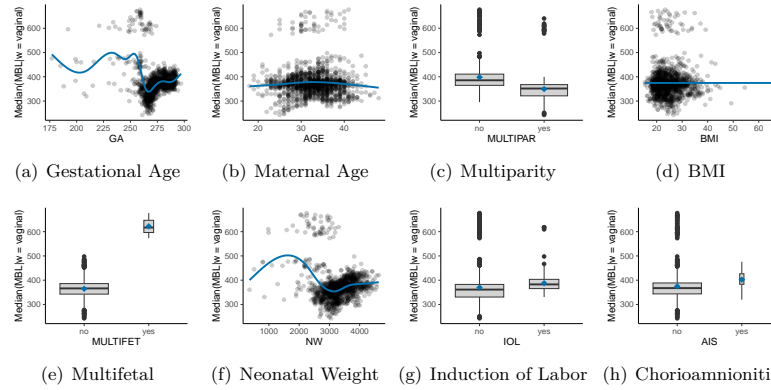 Median(MBL|w = vaginal)
600
500
400
300
175 200 225 250 275 300
GA
(a) Gestational Age
Median(MBL|w = vaginal)
600
500
400
300
20 30 40
AGE
(b) Maternal Age
Median(MBL|w = vaginal)
600
500
400
300
no yes
MULTIPAR
(c) Multiparity
Median(MBL|w = vaginal)
600
500
400
300
20 30 40 50 60
BMI
(d) BMI
Median(MBL|w = vaginal)
600
500
400
300
no yes
MULTIFET
(e) Multifetal
Median(MBL|w = vaginal)
600
500
400
300
1000 2000 3000 4000
NW
(f) Neonatal Weight
Median(MBL|w = vaginal)
600
500
400
300
no yes
IOL
(g) Induction of Labor
Median(MBL|w = vaginal)
600
500
400
300
no yes
AIS
(h) Chorioamnioniti